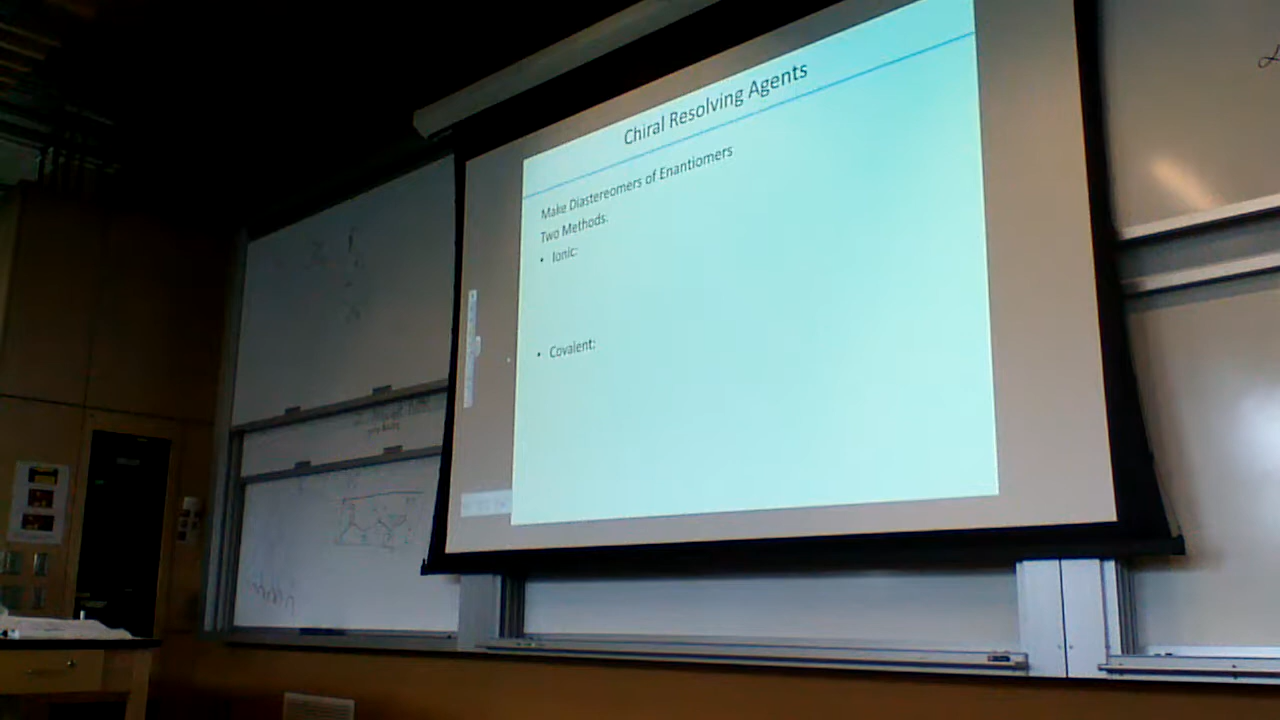 Chiral Resolving Agents
Make Diastereomers of Enantiomers
Two Methods:
• Ionic:
• Covalent: